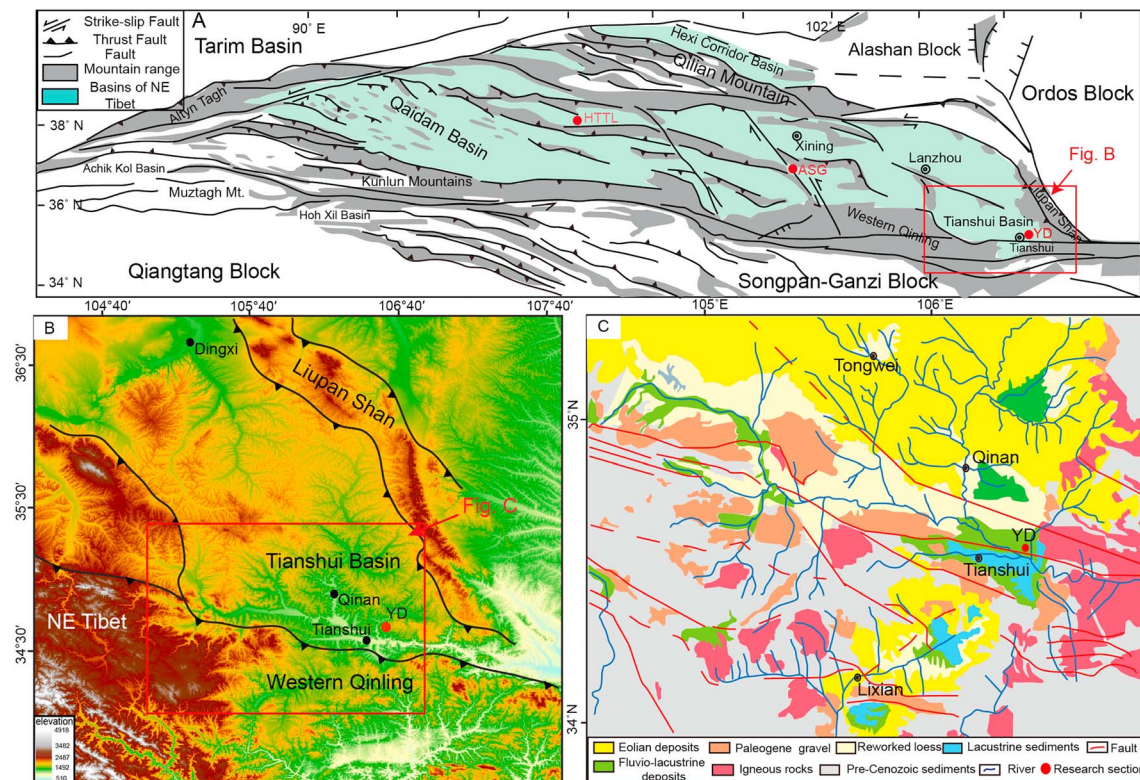 A
Strike-slip Fault
Thrust Fault
Fault
Mountain range
Basins of NE
Tibet
90°E
102°E
38°N
36°N
34°N
Tarim Basin
Hexi Corridor Basin
Alashan Block
Qilian Mountain
Ordos Block
Altyn Tagh
Qaidam Basin
HTTL
Xining
ASG
Lanzhou
Fig. B
Liupan Shan
Achik Kol Basin
Kunlun Mountains
Muztagh Mt.
Hoh Xil Basin
Western Qinling
Tianshui Basin
YD
Tianshui
Qiangtang Block
Songpan-Ganzi Block
B
104°40'
105°40'
106°40'
107°40'
36°30'
35°30'
34°30'
Dingxi
Liupan Shan
Fig. C
Tianshui Basin
Qinan
YD
Tianshui
NE Tibet
Western Qinling
elevation
4918
3482
2487
1492
510
C
105°E
106°E
35°N
34°N
Tongwei
Qinan
YD
Tianshui
Lixian
Eolian deposits
Paleogene gravel
Reworked loess
Lacustrine sediments
Fault
Fluvio-lacustrine
deposits
Igneous rocks
Pre-Cenozoic sediments
River
Research section